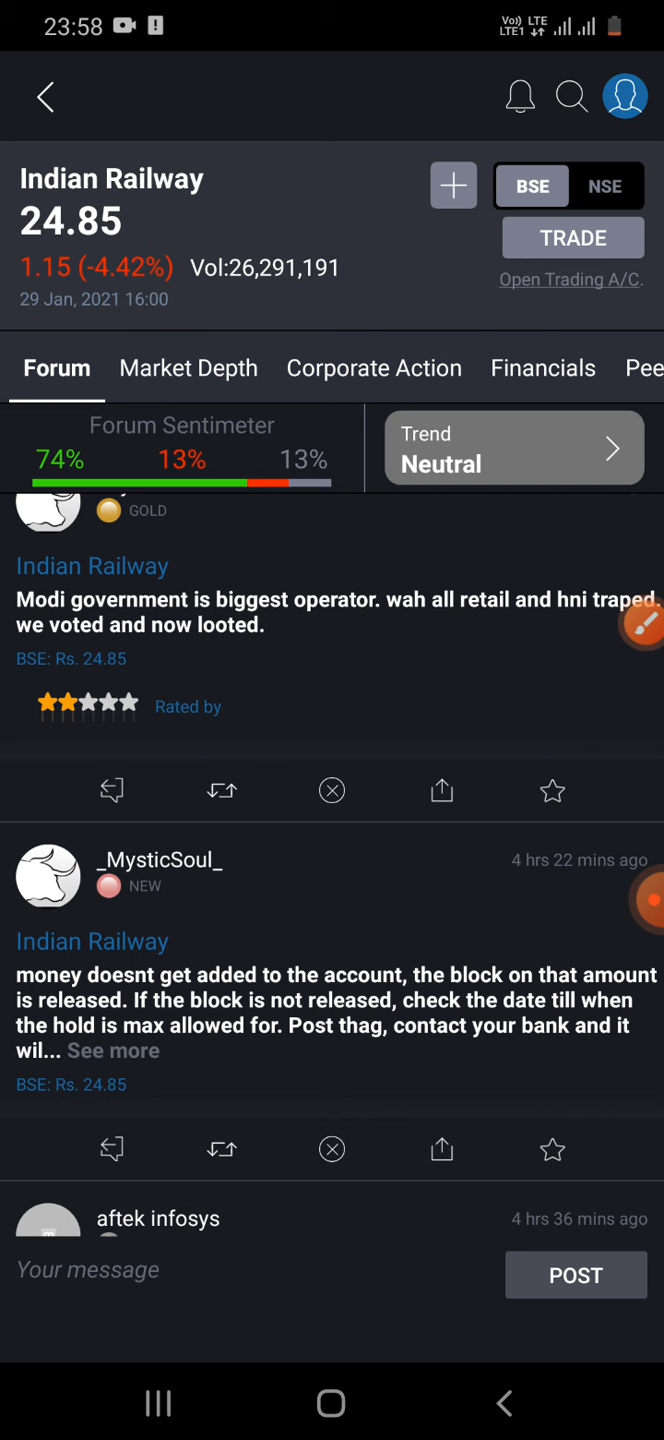 23:58
Vo)) LTE
LTE1
Indian Railway
BSE NSE
24.85
TRADE
1.15 (-4.42%) Vol:26,291,191
Open Trading A/C.
29 Jan, 2021 16:00
Forum Market Depth Corporate Action Financials Pee
Forum Sentimeter
74% 13% 13%
Trend
Neutral
GOLD
Indian Railway
Modi government is biggest operator. wah all retail and hni traped.
we voted and now looted.
BSE: Rs. 24.85
Rated by
_MysticSoul_ 4 hrs 22 mins ago
NEW
Indian Railway
money doesnt get added to the account, the block on that amount
is released. If the block is not released, check the date till when
the hold is max allowed for. Post thag, contact your bank and it
wil... See more
BSE: Rs. 24.85
aftek infosys 4 hrs 36 mins ago
Your message
POST